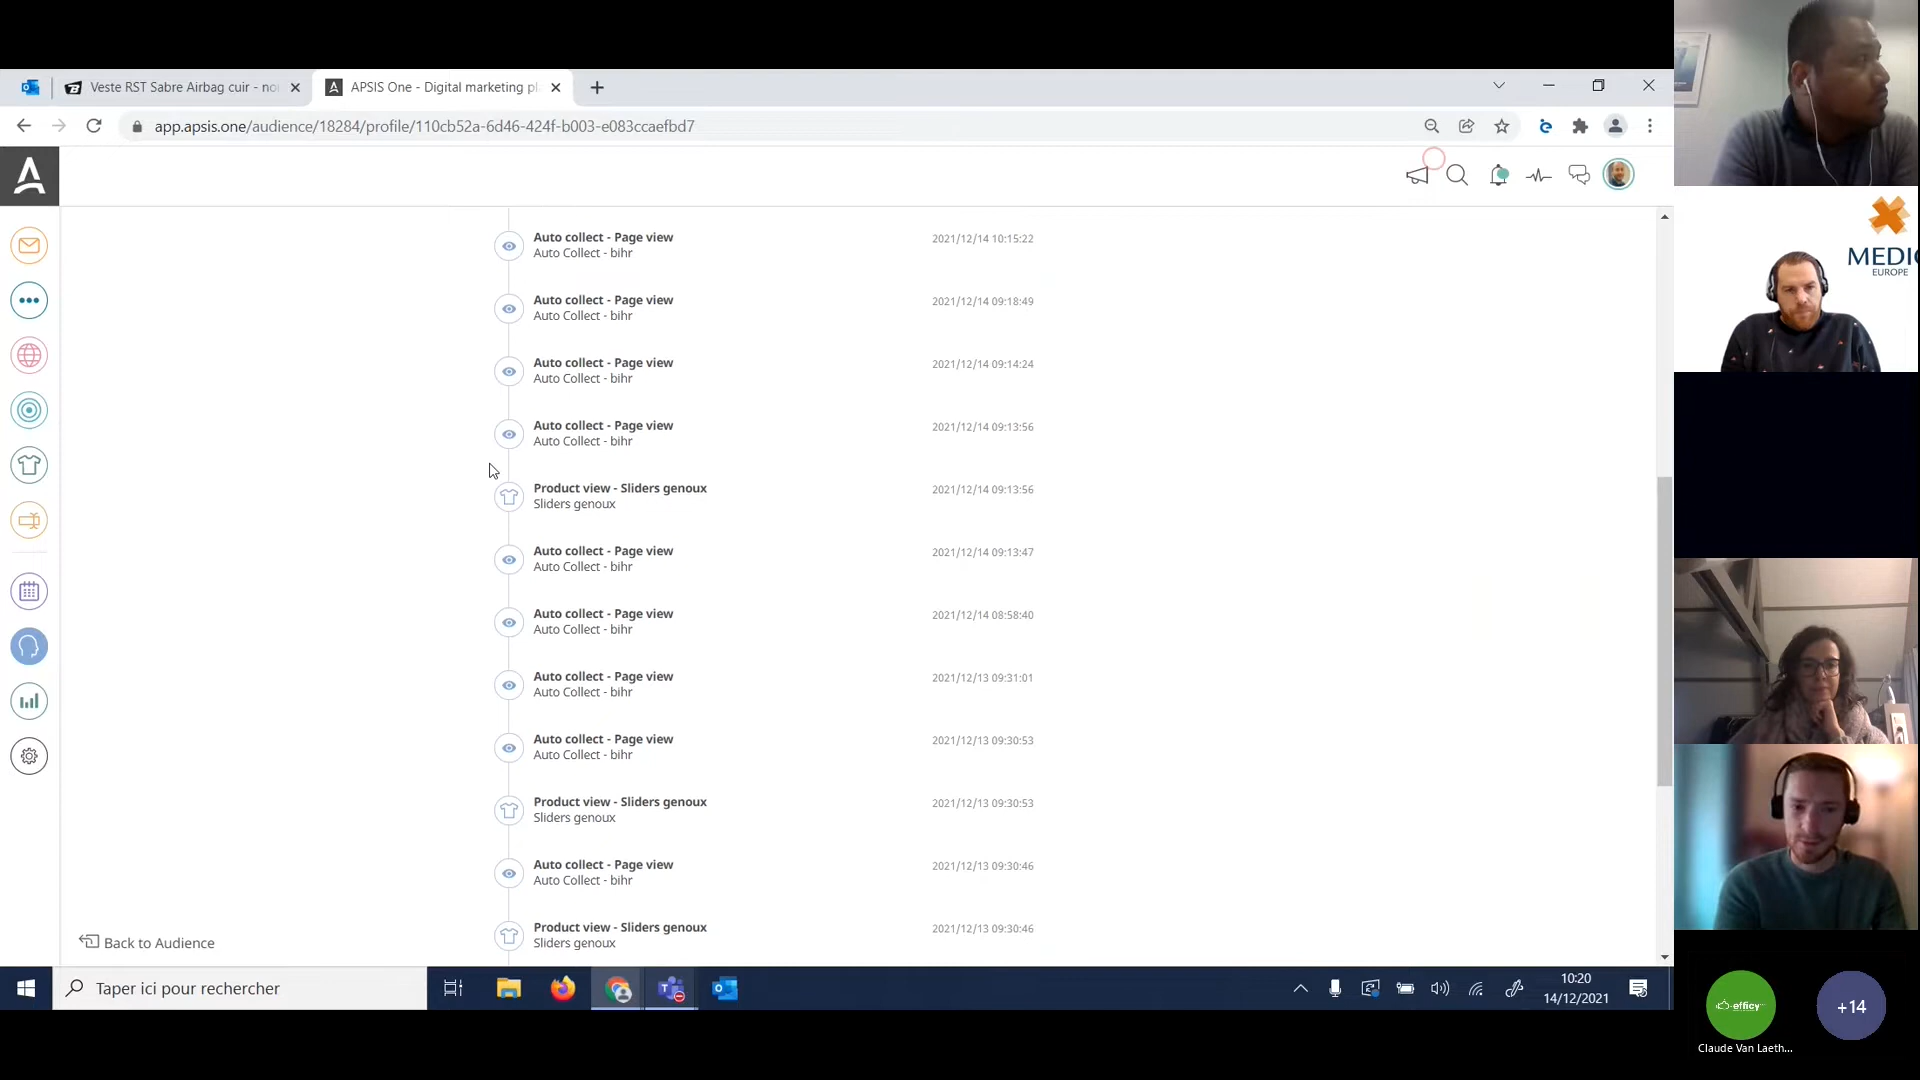 Veste RST Sabre Airbag cuir - noi
APSIS One - Digital marketing pl
app.apsis.one/audience/18284/profile/110cb52a-6d46-424f-b003-e083ccaefbd7
Auto collect - Page view 2021/12/14 10:15:22
Auto Collect - bihr
Auto collect - Page view 2021/12/14 09:18:49
Auto Collect - bihr
Auto collect - Page view 2021/12/14 09:14:24
Auto Collect - bihr
Auto collect - Page view 2021/12/14 09:13:56
Auto Collect - bihr
Product view - Sliders genoux 2021/12/14 09:13:56
Sliders genoux
Auto collect - Page view 2021/12/14 09:13:47
Auto Collect - bihr
Auto collect - Page view 2021/12/14 08:58:40
Auto Collect - bihr
Auto collect - Page view 2021/12/13 09:31:01
Auto Collect - bihr
Auto collect - Page view 2021/12/13 09:30:53
Auto Collect - bihr
Product view - Sliders genoux 2021/12/13 09:30:53
Sliders genoux
Auto collect - Page view 2021/12/13 09:30:46
Auto Collect - bihr
Product view - Sliders genoux 2021/12/13 09:30:46
Sliders genoux
Back to Audience
Taper ici pour rechercher
10:20
14/12/2021
MEDIC
EUROPE
efficy
Claude Van Laeth...
+14